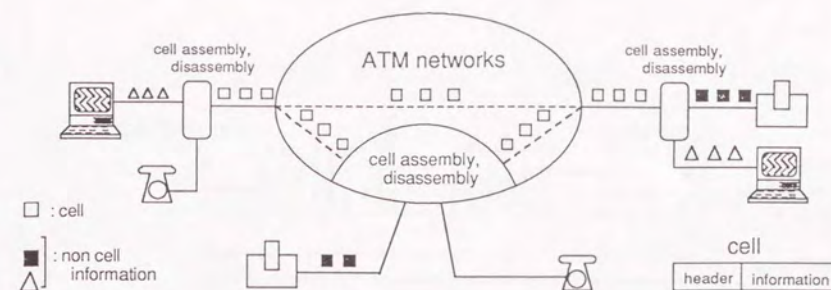 cell assembly,
disassembly
ATM networks
cell assembly,
disassembly
cell assembly,
disassembly
: cell
: non cell
information
cell
header information